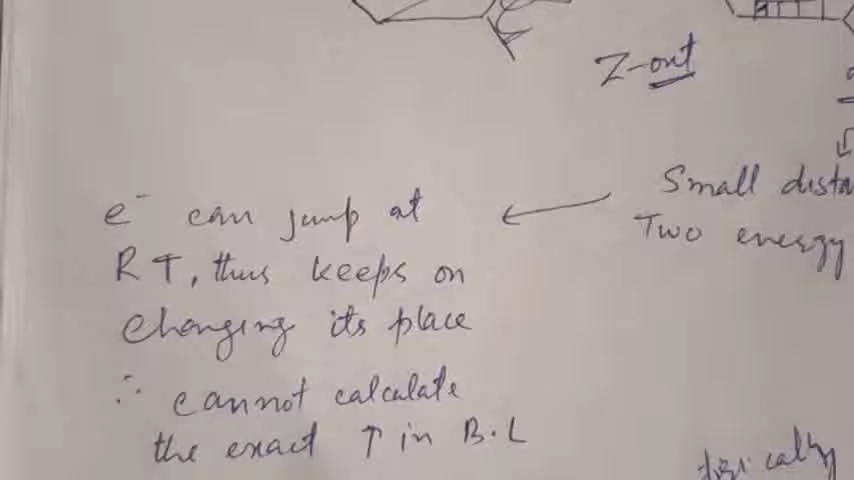 Z-out
Small dista
Two energy
e⁻ can jump at
RT, thus keeps on
changing its place
∴ cannot calculate
the exact ↑ in B.L